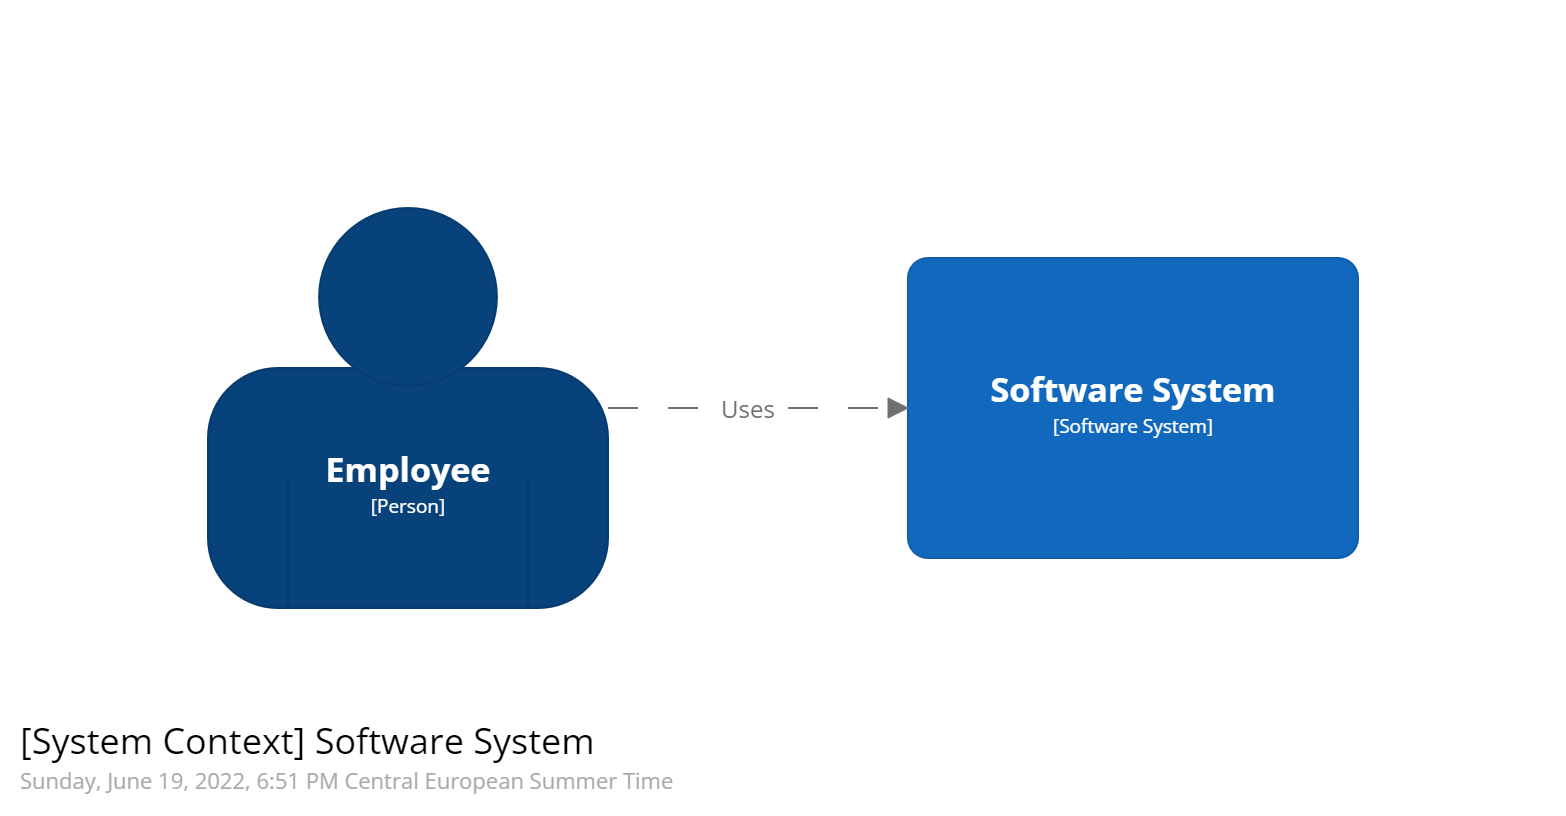 Employee
[Person]
Uses
Software System
[Software System]
[System Context] Software System
Sunday, June 19, 2022, 6:51 PM Central European Summer Time